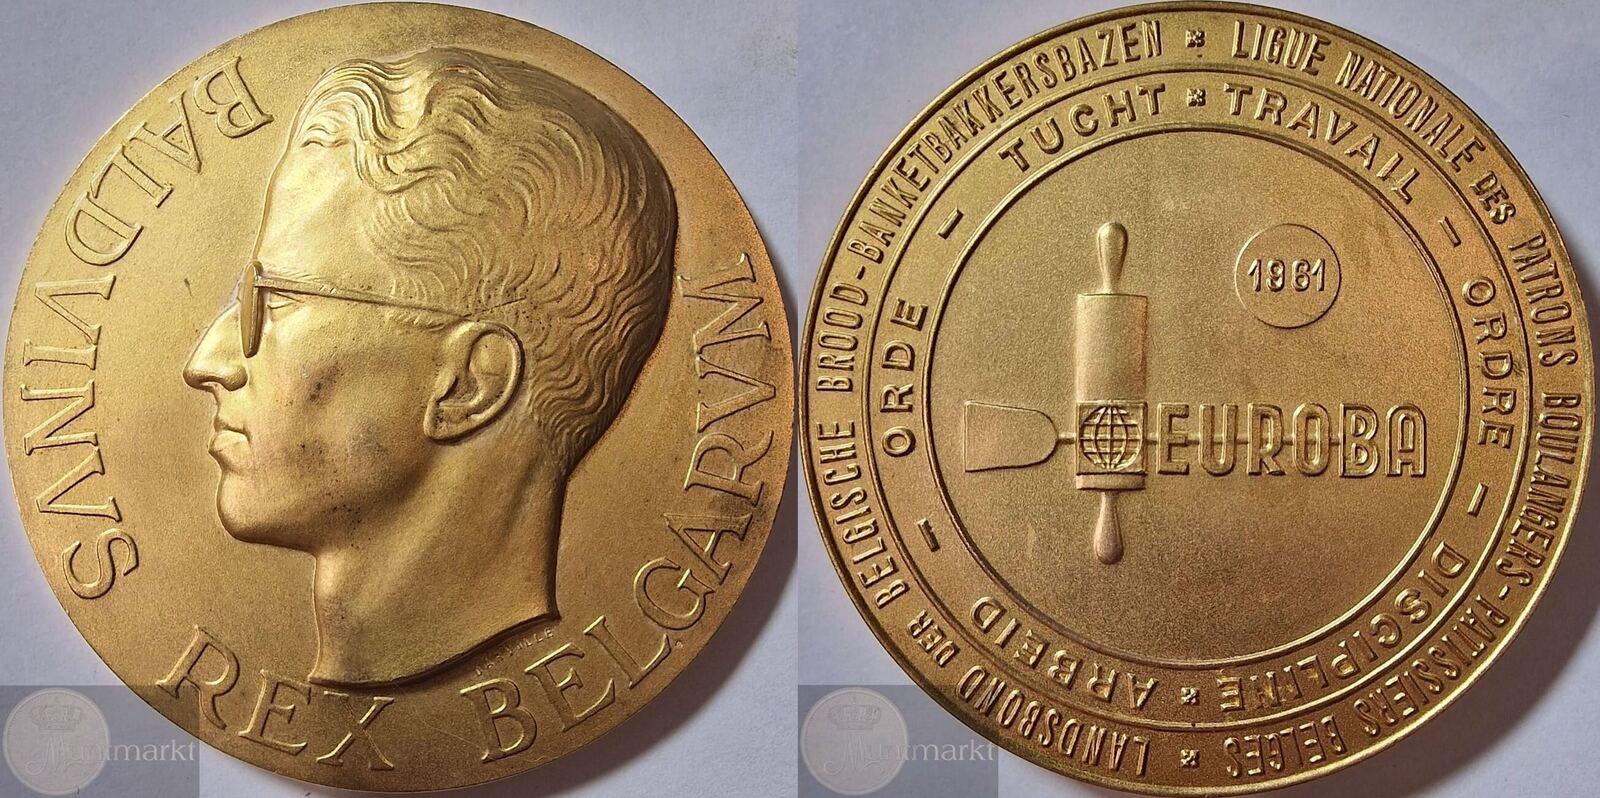 BALDVINVS
REX BELGARVM
LANDSBOND DER BELGISCHE BROOD-BANKETBAKKERSBAZEN
LIGUE NATIONALE DES PATRONS BOULANGERS-PATISSIERS BELGES
ARBEID - ORDE - TUCHT
TRAVAIL - ORDRE - DISCIPLINE
1961
EUROBA
Muntmarkt
Muntmarkt